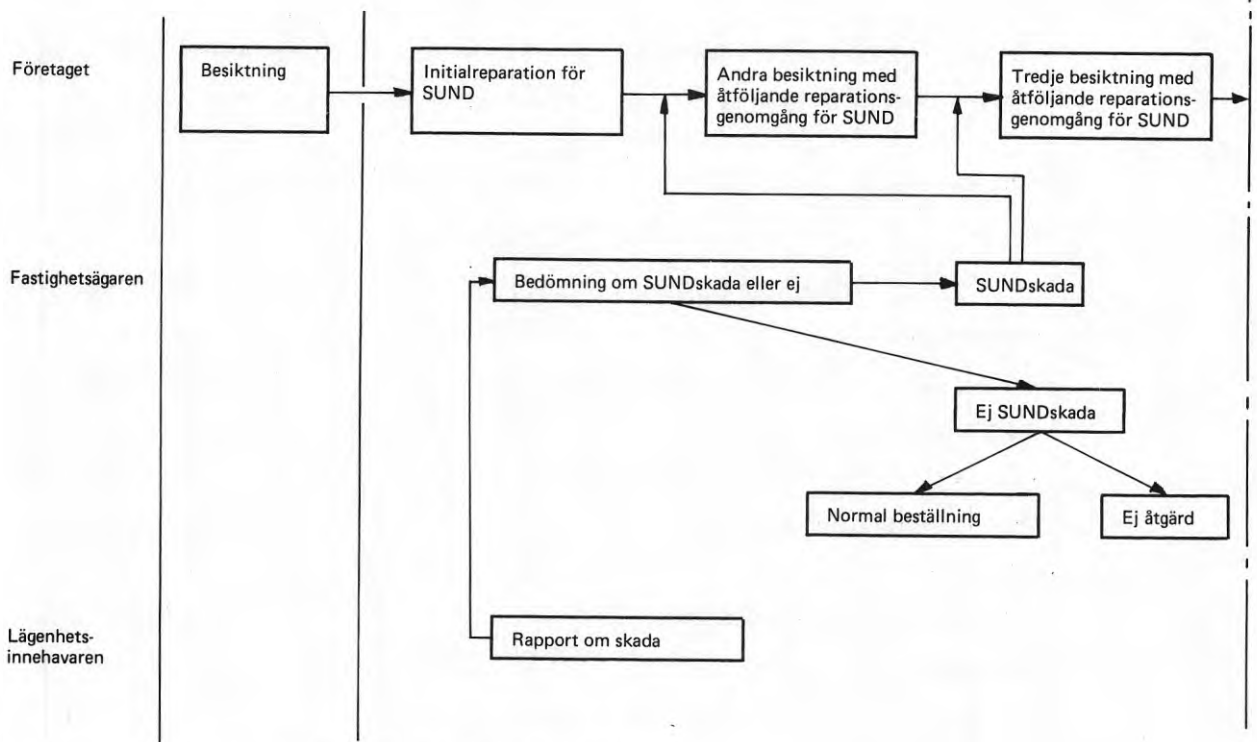 Företaget
Besiktning
Initialreparation för
SUND
Andra besiktning med
åtföljande reparations-
genomgång för SUND
Tredje besiktning med
åtföljande reparations-
genomgång för SUND
Fastighetsägaren
Bedömning om SUNDskada eller ej
SUNDskada
Ej SUNDskada
Normal beställning
Ej åtgärd
Lägenhets-
innehavaren
Rapport om skada